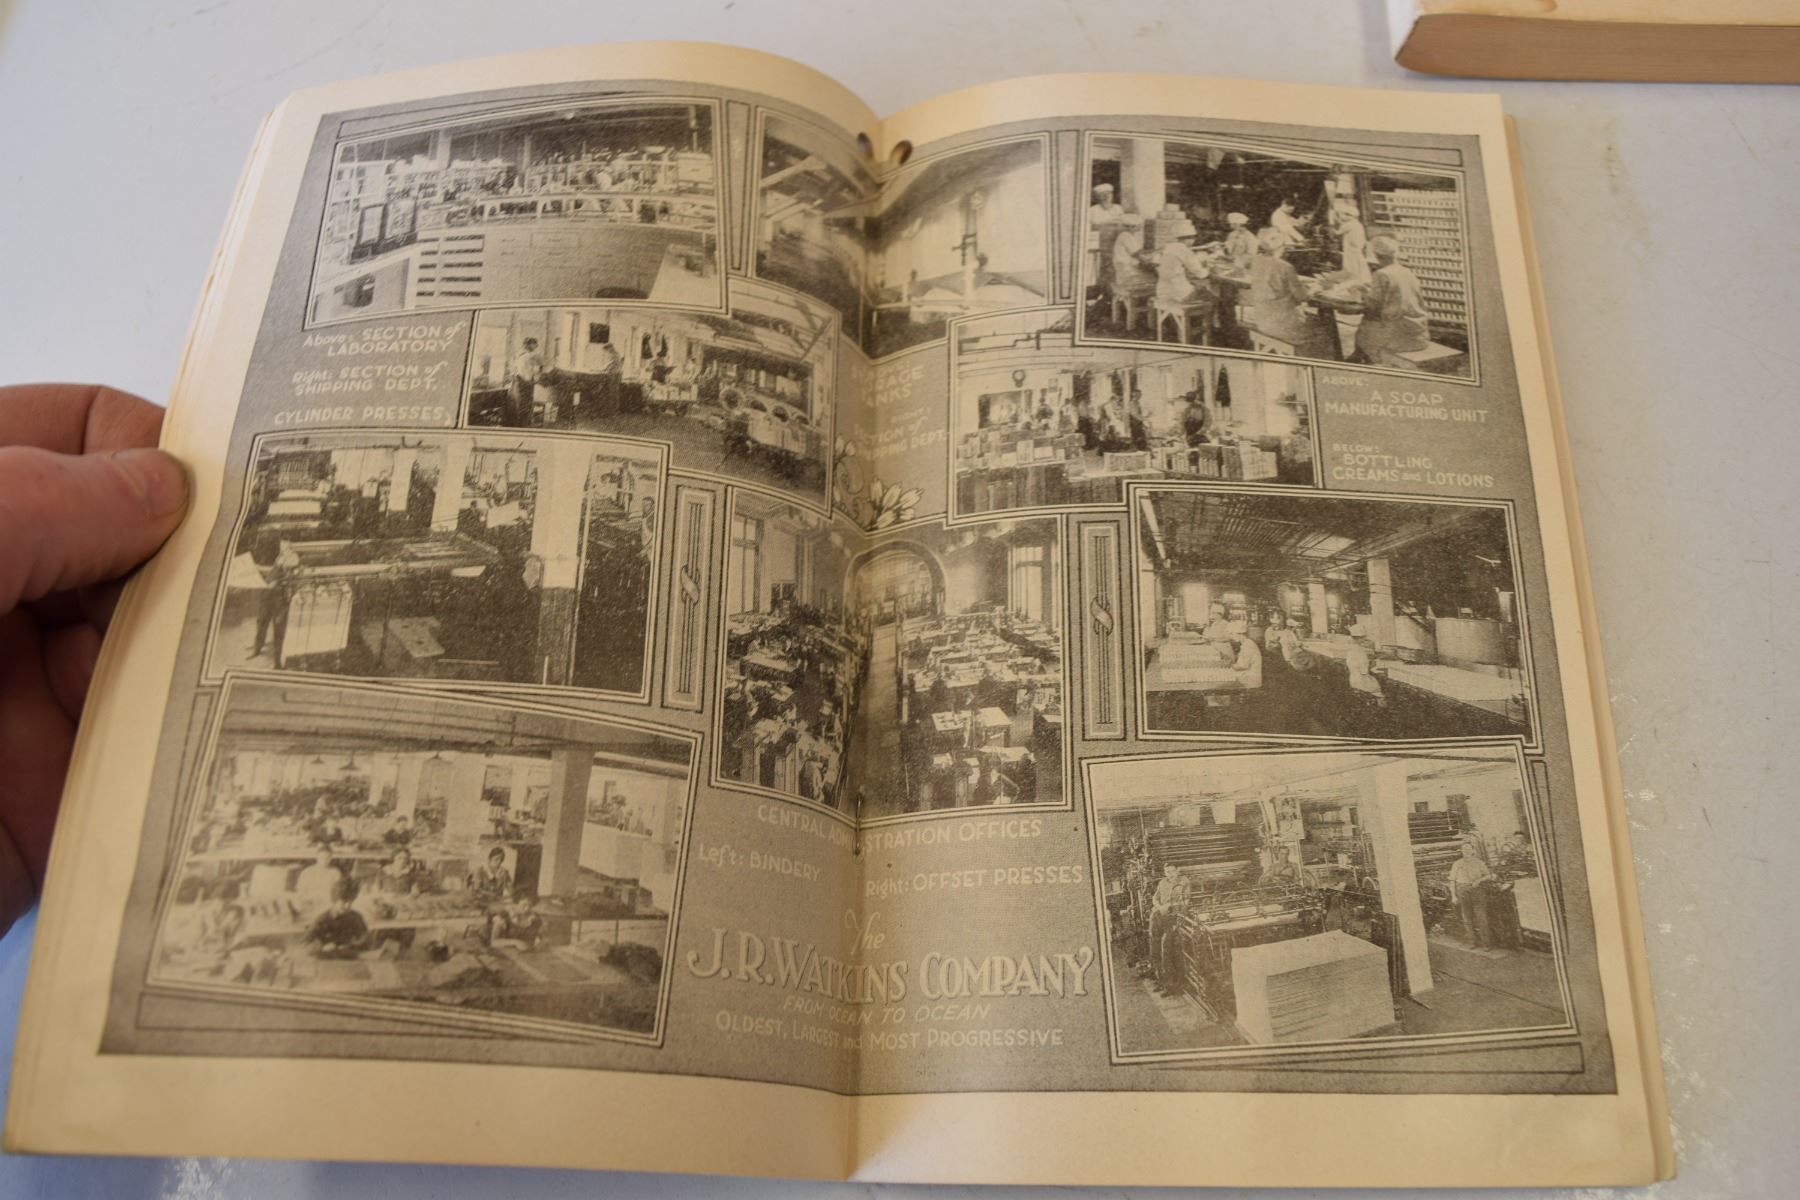 Above: SECTION of
LABORATORY
Right: SECTION of
SHIPPING DEPT.
CYLINDER PRESSES
ABOVE:
A SOAP
MANUFACTURING UNIT
BELOW:
BOTTLING
CREAMS and LOTIONS
CENTRAL ADMINISTRATION OFFICES
Left: BINDERY
Right: OFFSET PRESSES
The
J.R. WATKINS COMPANY
FROM OCEAN TO OCEAN
OLDEST, LARGEST and MOST PROGRESSIVE